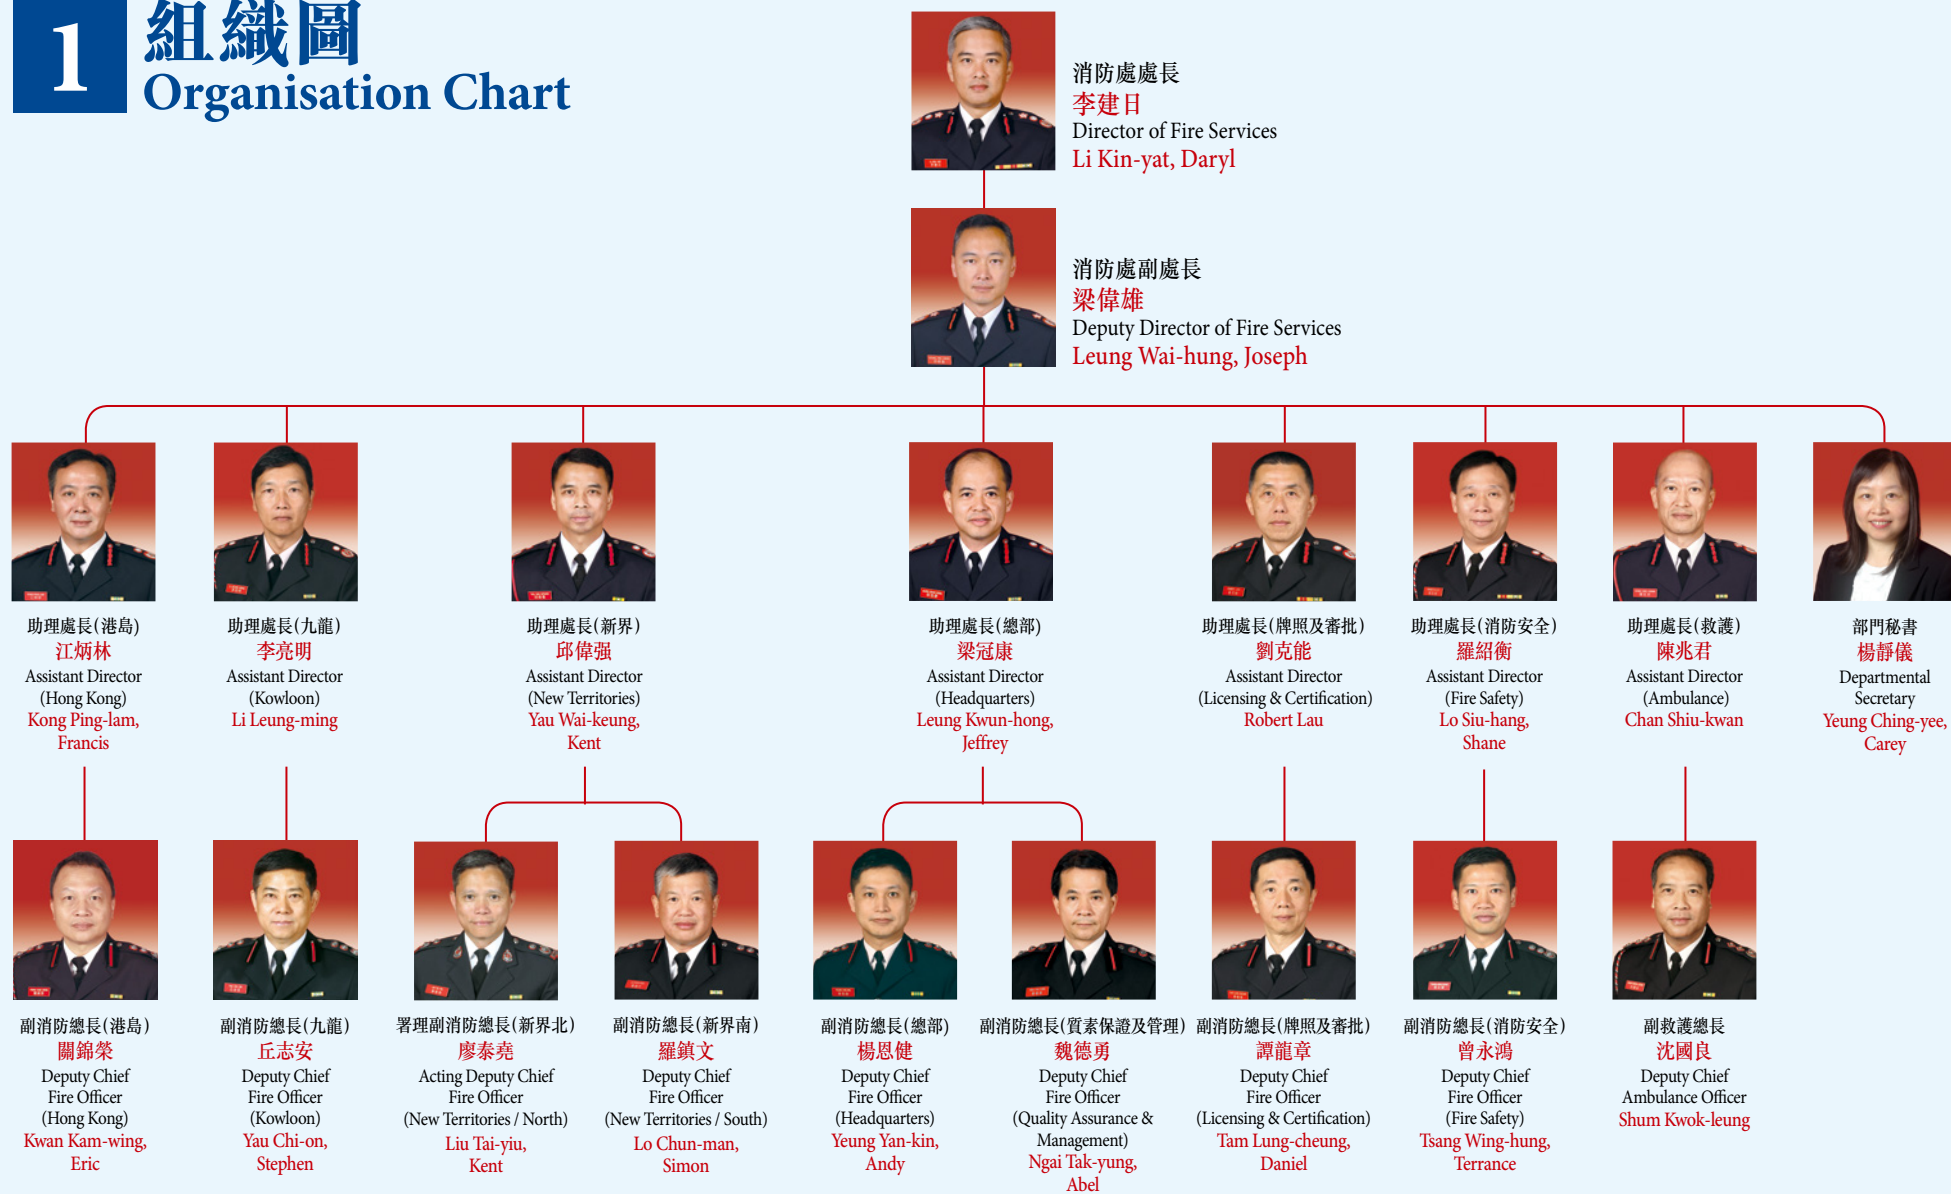 1
組織圖
Organisation Chart
消防處處長
李建日
Director of Fire Services
Li Kin-yat, Daryl
消防處副處長
梁偉雄
Deputy Director of Fire Services
Leung Wai-hung, Joseph
助理處長(港島)
江炳林
Assistant Director
(Hong Kong)
Kong Ping-lam,
Francis
助理處長(九龍)
李亮明
Assistant Director
(Kowloon)
Li Leung-ming
助理處長(新界)
邱偉强
Assistant Director
(New Territories)
Yau Wai-keung,
Kent
助理處長(總部)
梁冠康
Assistant Director
(Headquarters)
Leung Kwun-hong,
Jeffrey
助理處長(牌照及審批)
劉克能
Assistant Director
(Licensing & Certification)
Robert Lau
助理處長(消防安全)
羅紹衡
Assistant Director
(Fire Safety)
Lo Siu-hang,
Shane
助理處長(救護)
陳兆君
Assistant Director
(Ambulance)
Chan Shiu-kwan
部門秘書
楊靜儀
Departmental
Secretary
Yeung Ching-yee,
Carey
副消防總長(港島)
關錦榮
Deputy Chief
Fire Officer
(Hong Kong)
Kwan Kam-wing,
Eric
副消防總長(九龍)
丘志安
Deputy Chief
Fire Officer
(Kowloon)
Yau Chi-on,
Stephen
署理副消防總長(新界北)
廖泰堯
Acting Deputy Chief
Fire Officer
(New Territories / North)
Liu Tai-yiu,
Kent
副消防總長(新界南)
羅鎮文
Deputy Chief
Fire Officer
(New Territories / South)
Lo Chun-man,
Simon
副消防總長(總部)
楊恩健
Deputy Chief
Fire Officer
(Headquarters)
Yeung Yan-kin,
Andy
副消防總長(質素保證及管理)
魏德勇
Deputy Chief
Fire Officer
(Quality Assurance &
Management)
Ngai Tak-yung,
Abel
副消防總長(牌照及審批)
譚龍章
Deputy Chief
Fire Officer
(Licensing & Certification)
Tam Lung-cheung,
Daniel
副消防總長(消防安全)
曾永鴻
Deputy Chief
Fire Officer
(Fire Safety)
Tsang Wing-hung,
Terrance
副救護總長
沈國良
Deputy Chief
Ambulance Officer
Shum Kwok-leung